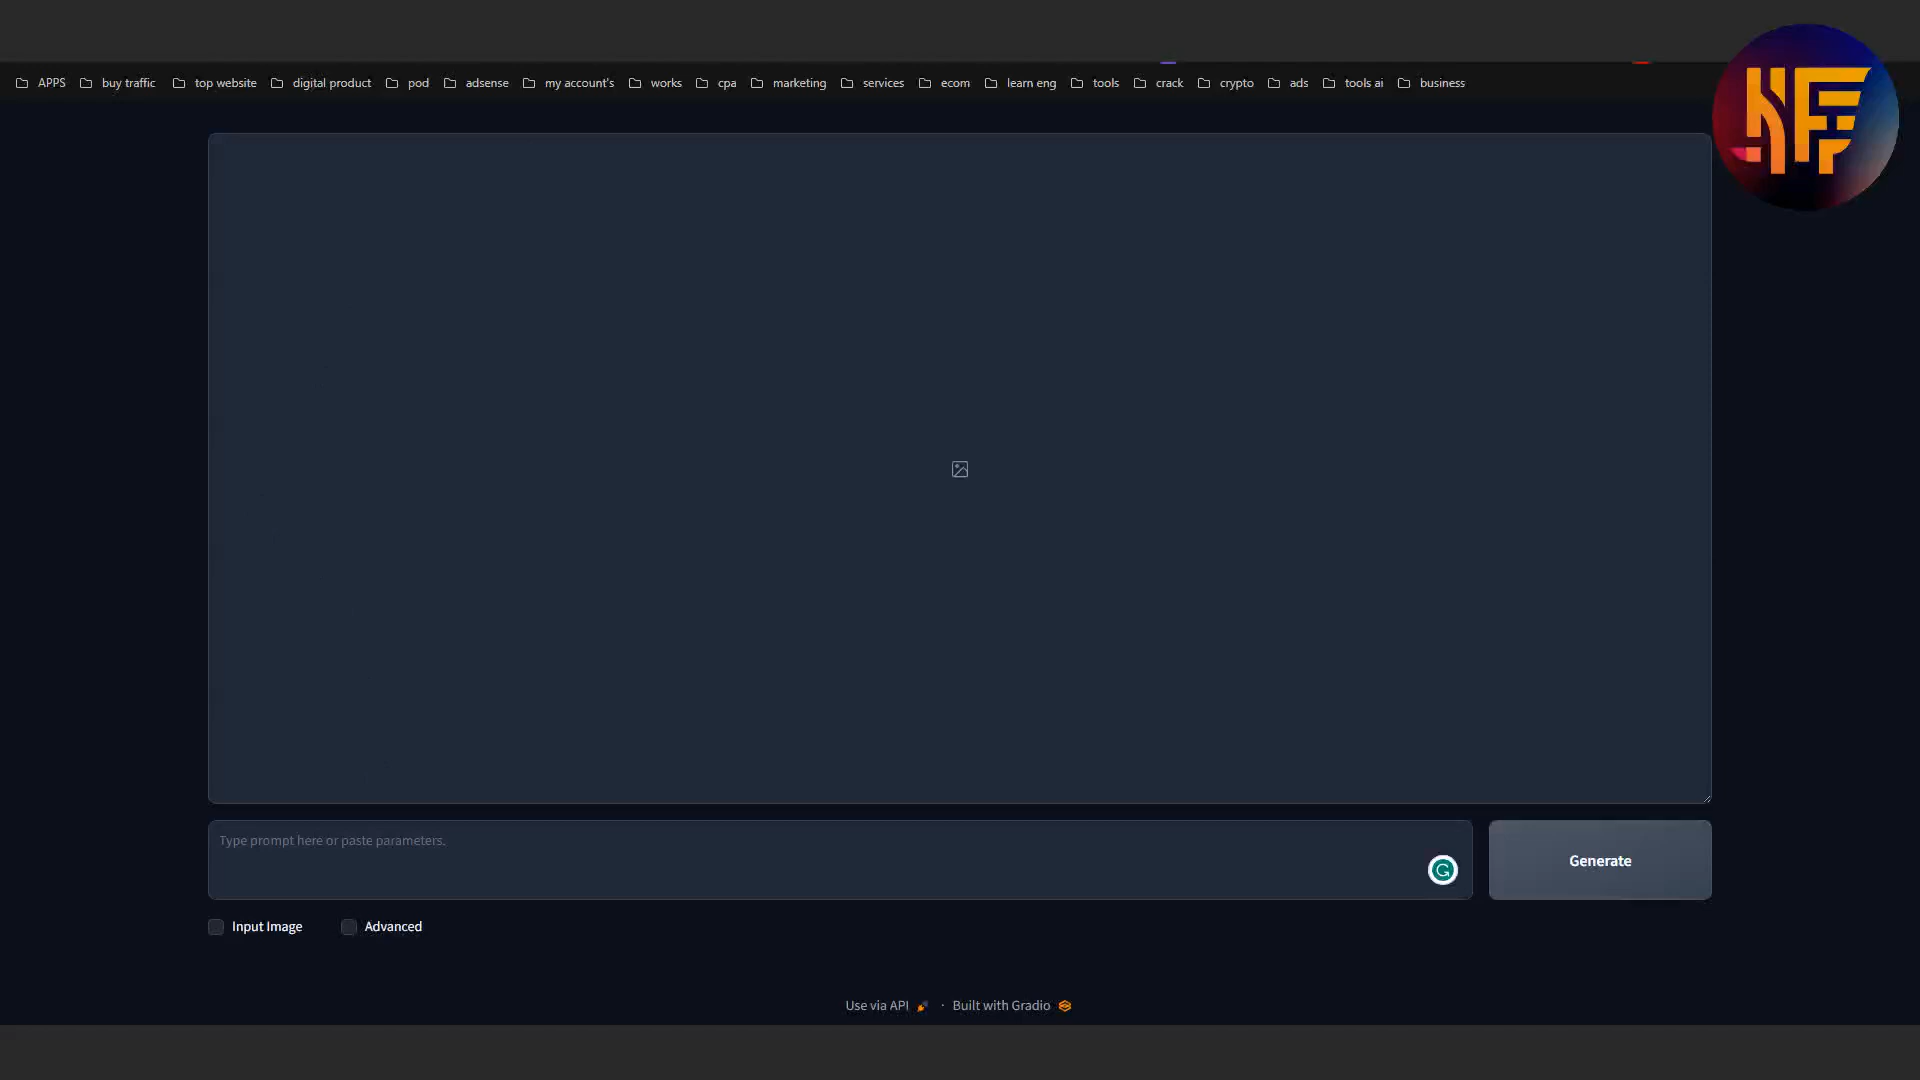 APPS buy traffic top website digital product pod adsense my account's works cpa marketing services ecom learn eng tools crack crypto ads tools ai business
Type prompt here or paste parameters.
Generate
Input Image Advanced
Use via API · Built with Gradio